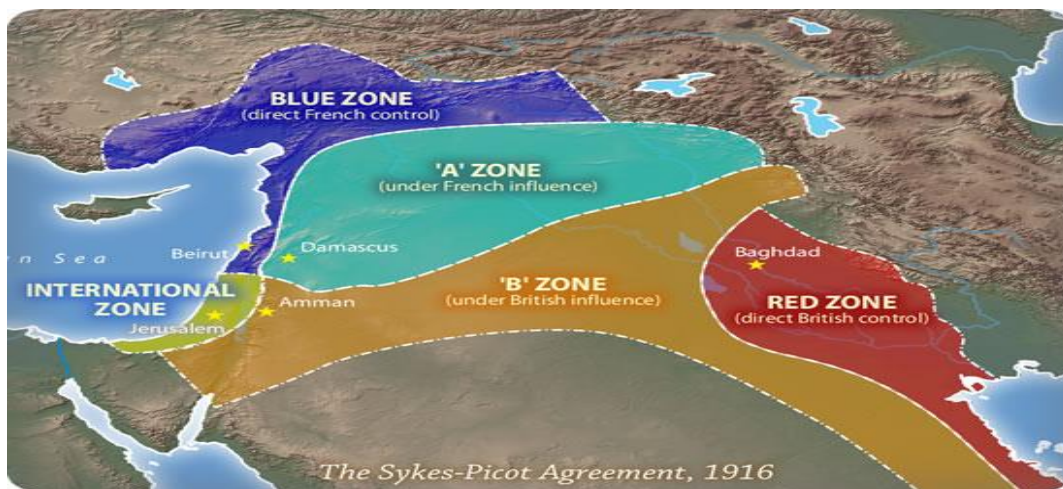 BLUE ZONE
(direct French control)
'A' ZONE
(under French influence)
Beirut
Damascus
n Sea
INTERNATIONAL
ZONE
Jerusalem
Amman
'B' ZONE
(under British influence)
Baghdad
RED ZONE
(direct British control)
The Sykes-Picot Agreement, 1916